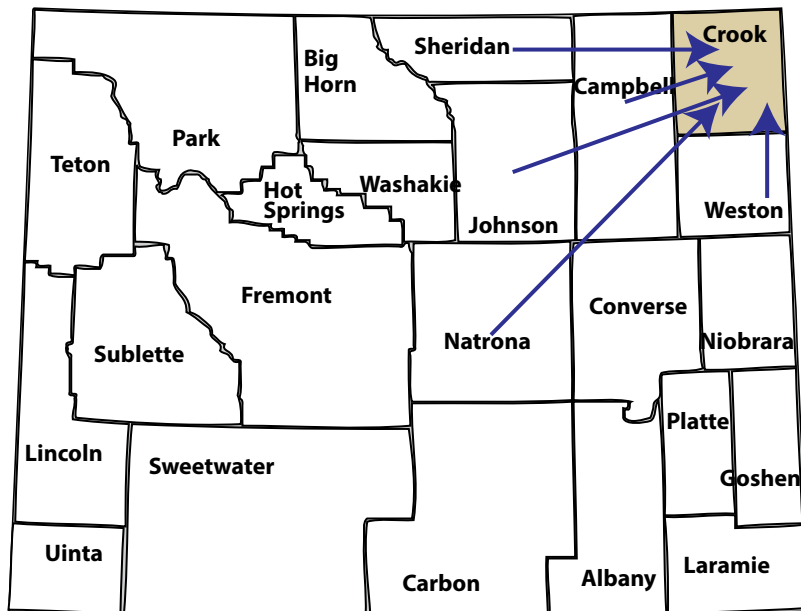 Crook
Sheridan
Big
Horn
Campbell
Park
Teton
Washakie
Hot
Springs
Weston
Johnson
Fremont
Converse
Natrona
Niobrara
Sublette
Platte
Lincoln
Sweetwater
Goshen
Uinta
Laramie
Albany
Carbon